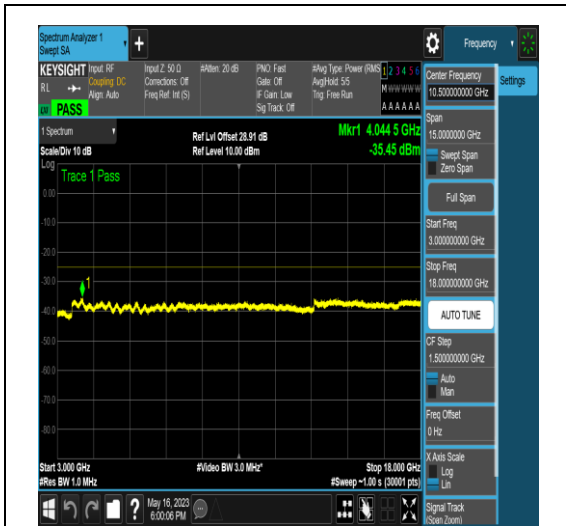 Spectrum Analyzer 1
Swept SA
+
Frequency
KEYSIGHT
RL
PASS
Input: RF
Coupling: DC
Align: Auto
Input Z: 50 Ω
Corrections: Off
Freq Ref: Int (S)
#Atten: 20 dB
PNO: Fast
Gate: Off
IF Gain: Low
Sig Track: Off
#Avg Type: Power (RMS
Avg|Hold: 5/5
Trig: Free Run
1 2 3 4 5 6
M W W W W W
A A A A A A
1 Spectrum
Scale/Div 10 dB
Ref Lvl Offset 28.91 dB
Ref Level 10.00 dBm
Mkr1 4.044 5 GHz
-35.45 dBm
Log
Trace 1 Pass
0.00
-10.0
-20.0
-30.0
-40.0
-50.0
-60.0
-70.0
-80.0
1
Start 3.000 GHz
#Res BW 1.0 MHz
#Video BW 3.0 MHz*
Stop 18.000 GHz
#Sweep ~1.00 s (30001 pts)
Center Frequency
10.500000000 GHz
Settings
Span
15.0000000 GHz
Swept Span
Zero Span
Full Span
Start Freq
3.000000000 GHz
Stop Freq
18.000000000 GHz
AUTO TUNE
CF Step
1.500000000 GHz
Auto
Man
Freq Offset
0 Hz
X Axis Scale
Log
Lin
Signal Track
(Span Zoom)
?
May 16, 2023
6:00:06 PM